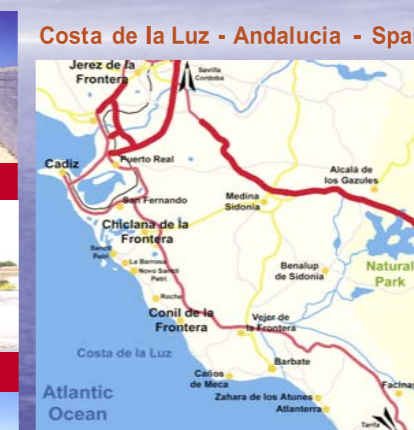 Costa de la Luz - Andalucia - Spa
Jerez de la
Frontera
Sevilla
Cordoba
Cadiz
Puerto Real
Alcalá de
los Gazules
San Fernando
Medina
Sidonia
Chiclana de la
Frontera
Sancti
Petri
La Barrosa
Novo Sancti
Petri
Benalup
de Sidonia
Natural
Park
Roche
Conil de la
Frontera
Vejer de
la Frontera
Costa de la Luz
Barbate
Caños
de Meca
Facinas
Atlantic
Ocean
Zahara de los Atunes
Atlanterra
Tarifa